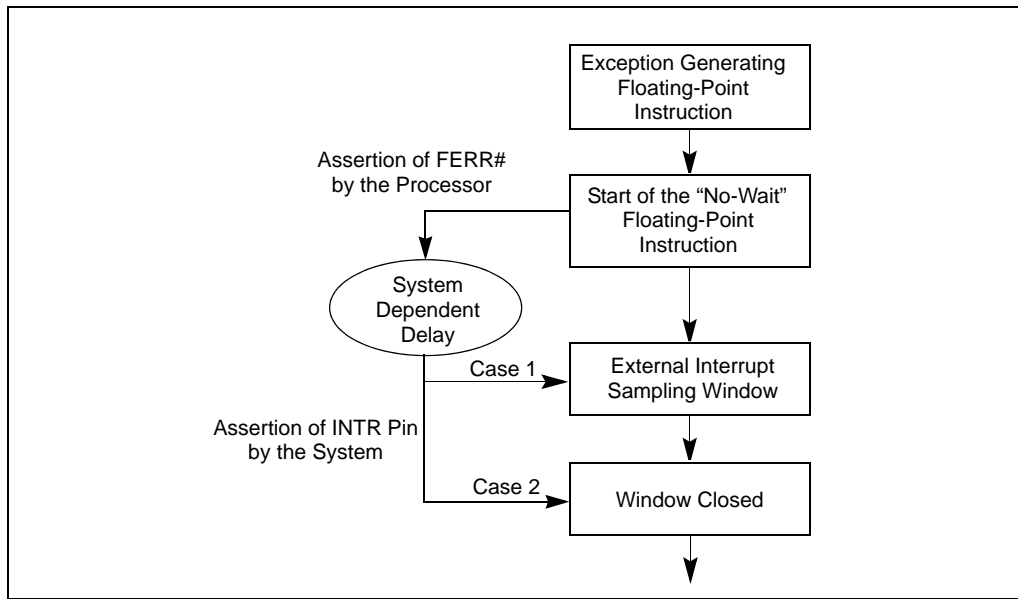 Exception Generating
Floating-Point
Instruction
Assertion of FERR#
by the Processor
Start of the “No-Wait”
Floating-Point
Instruction
System
Dependent
Delay
Case 1
External Interrupt
Sampling Window
Assertion of INTR Pin
by the System
Case 2
Window Closed